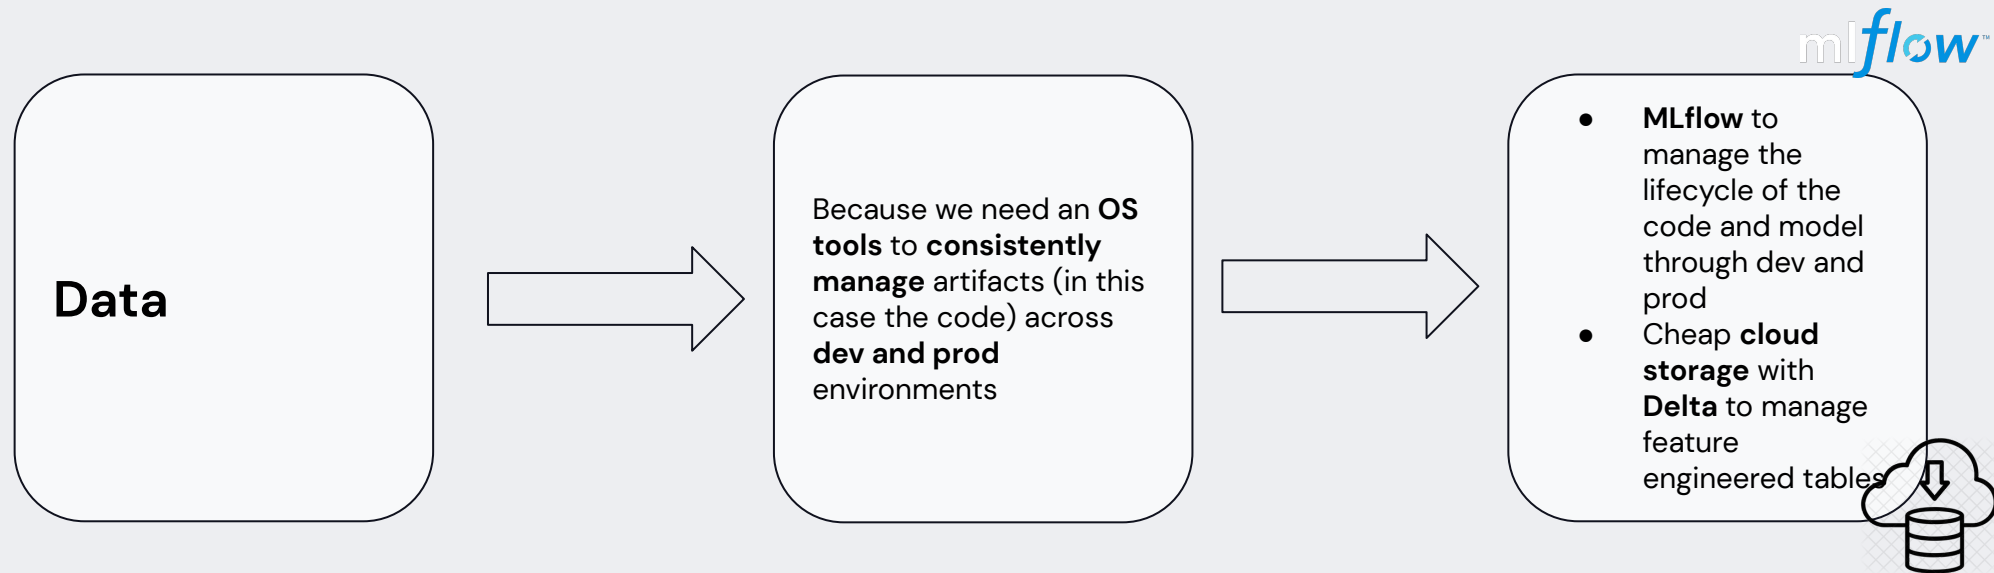 mlflow™
Data
Because we need an OS
tools to consistently
manage artifacts (in this
case the code) across
dev and prod
environments
● MLflow to
manage the
lifecycle of the
code and model
through dev and
prod
● Cheap cloud
storage with
Delta to manage
feature
engineered tables